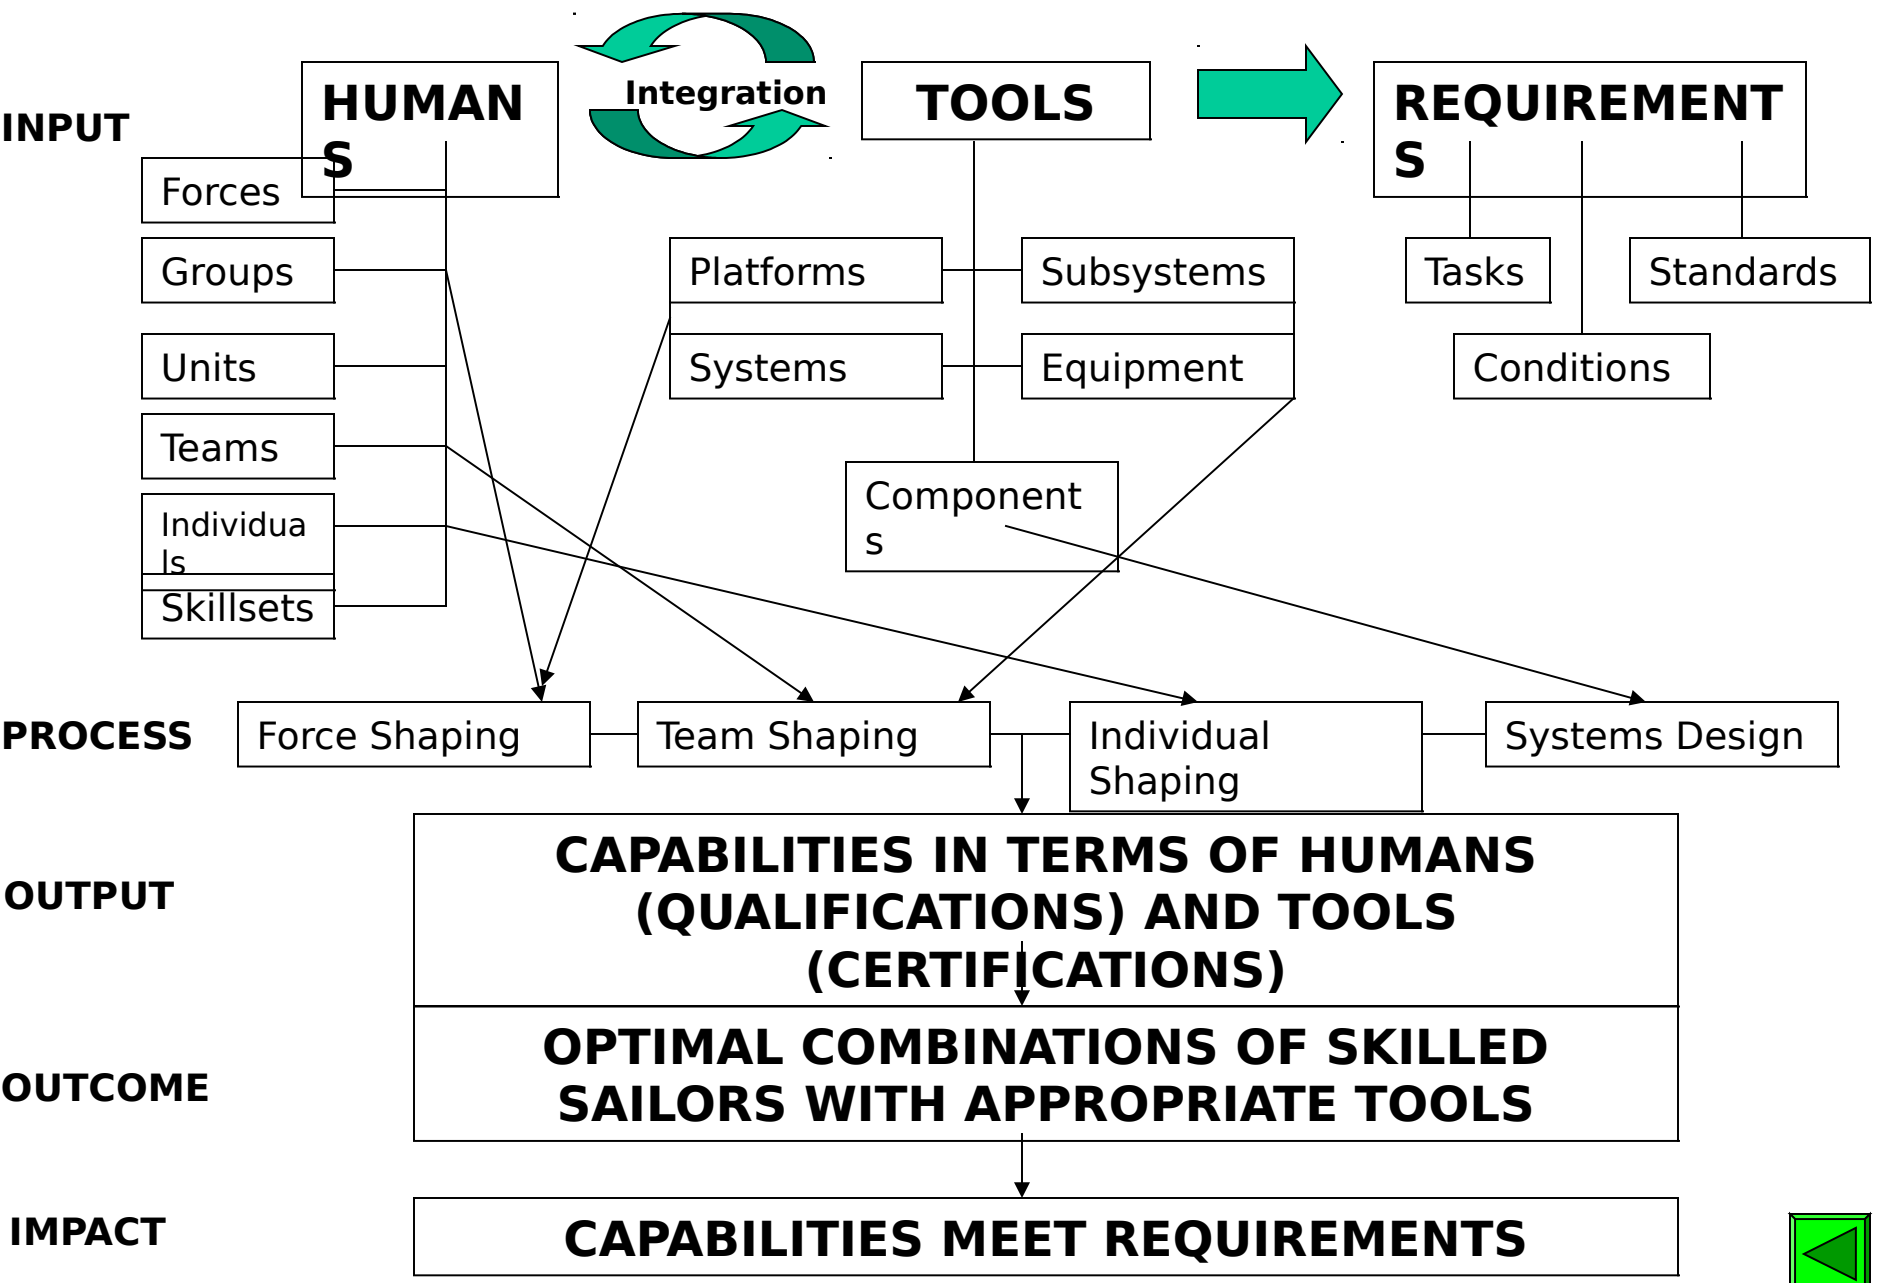 Integration
HUMAN
S
TOOLS
REQUIREMENT
S
INPUT
Forces
Groups
Units
Teams
Individua
ls
Skillsets
Platforms
Subsystems
Systems
Equipment
Component
s
Tasks
Standards
Conditions
PROCESS
Force Shaping
Team Shaping
Individual
Shaping
Systems Design
OUTPUT
CAPABILITIES IN TERMS OF HUMANS
(QUALIFICATIONS) AND TOOLS
(CERTIFICATIONS)
OUTCOME
OPTIMAL COMBINATIONS OF SKILLED
SAILORS WITH APPROPRIATE TOOLS
IMPACT
CAPABILITIES MEET REQUIREMENTS